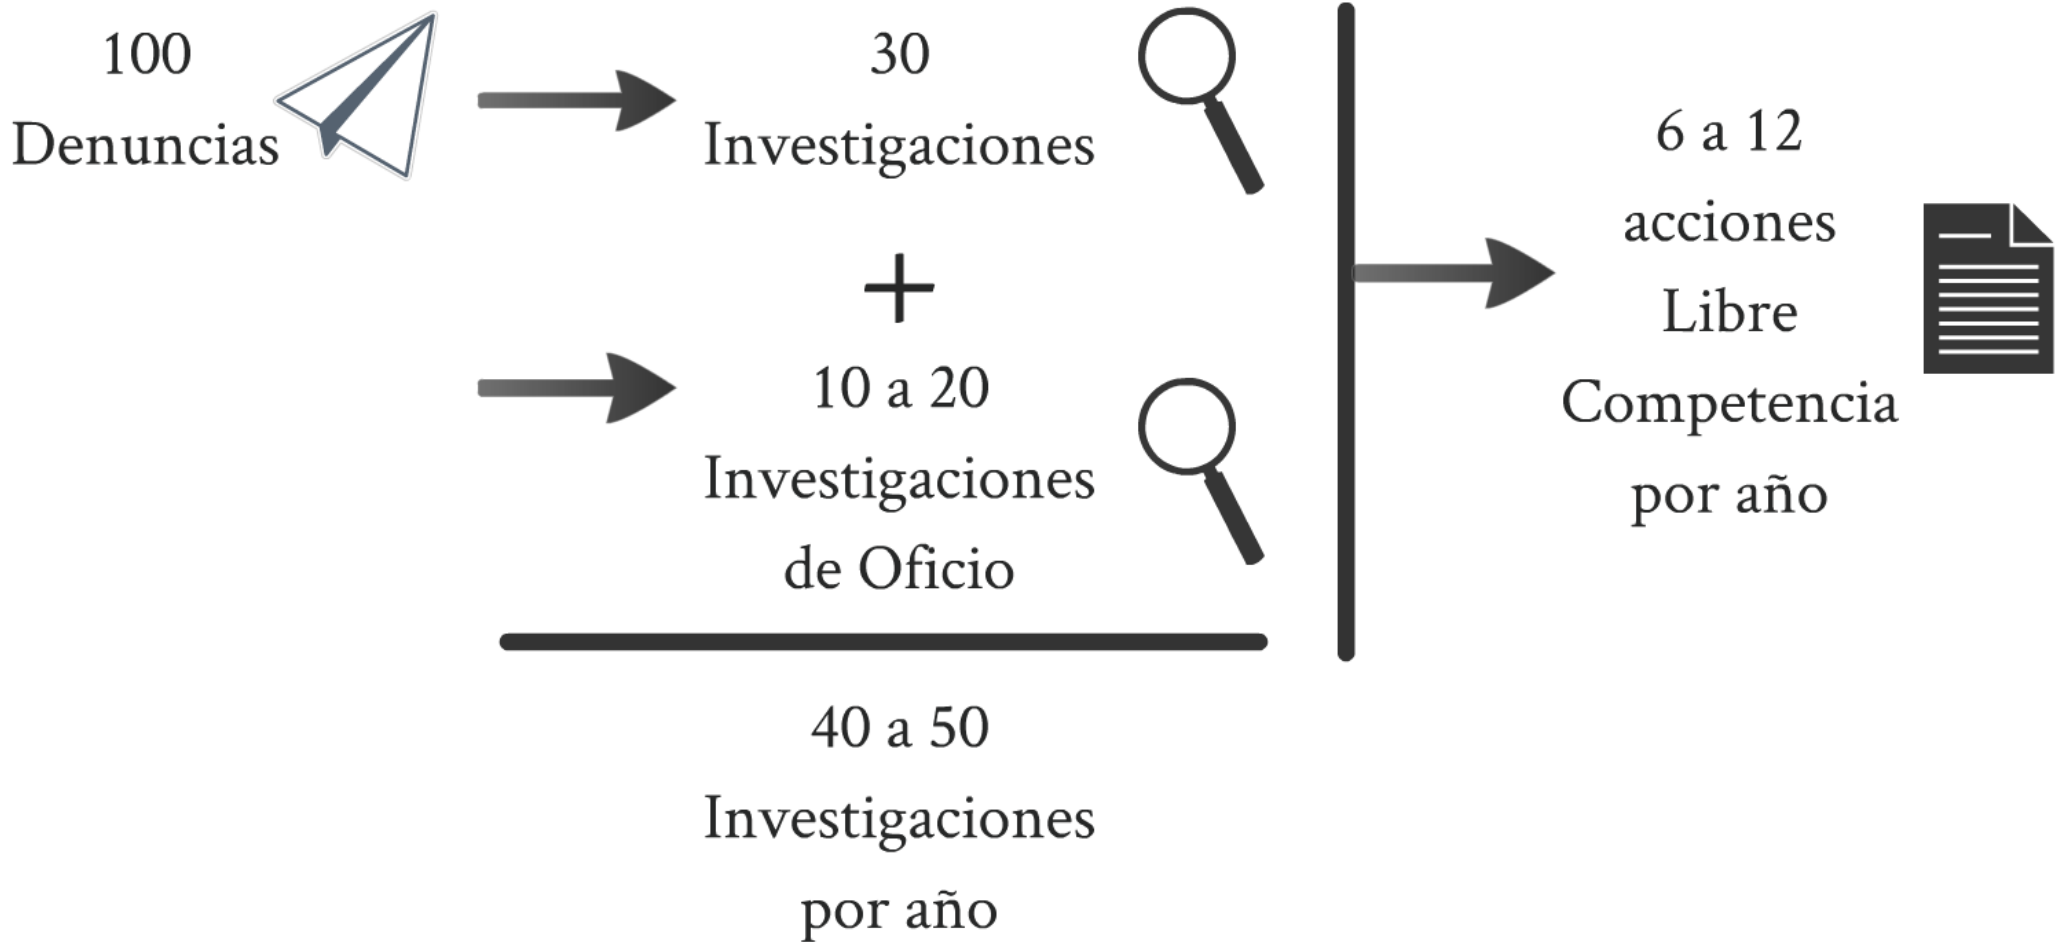 100
Denuncias
30
Investigaciones
+
10 a 20
Investigaciones
de Oficio
40 a 50
Investigaciones
por año
6 a 12
acciones
Libre
Competencia
por año